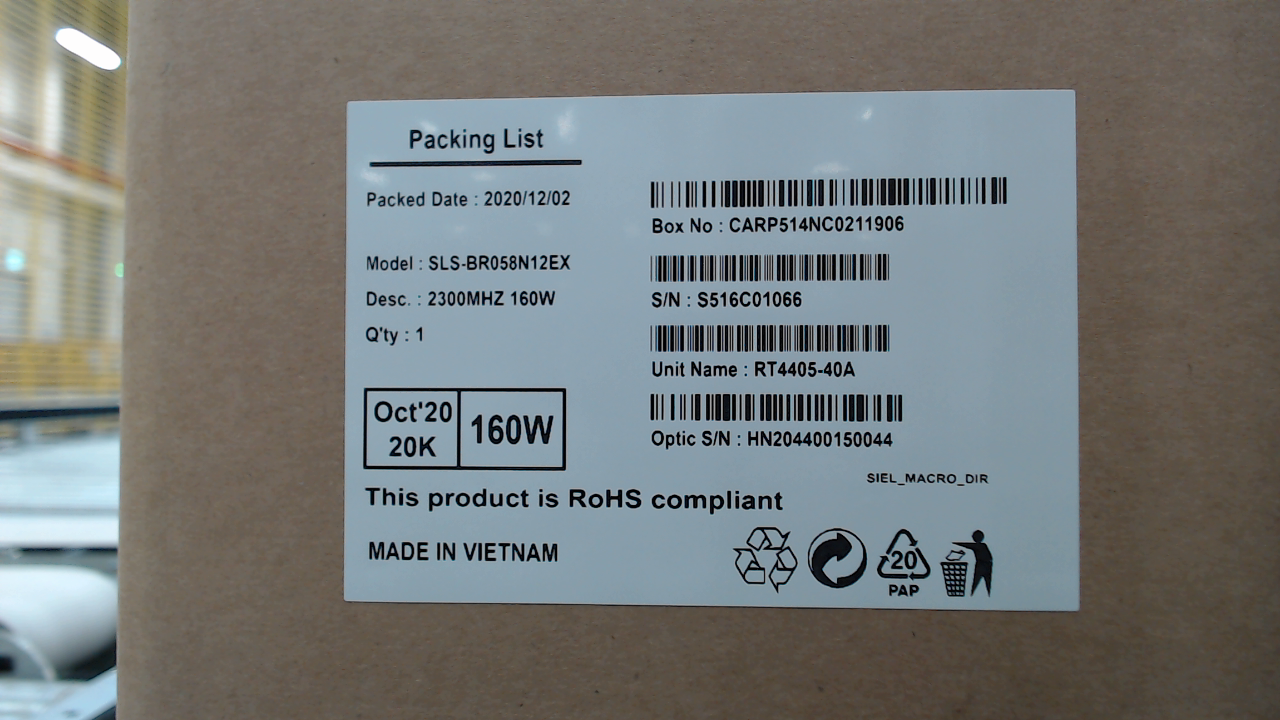 Packing List
Packed Date : 2020/12/02
Model : SLS-BR058N12EX
Desc. : 2300MHZ 160W
Q'ty : 1
Oct'20
20K
160W
Box No : CARP514NC0211906
S/N : S516C01066
Unit Name : RT4405-40A
Optic S/N : HN204400150044
SIEL_MACRO_DIR
This product is RoHS compliant
MADE IN VIETNAM
20
PAP